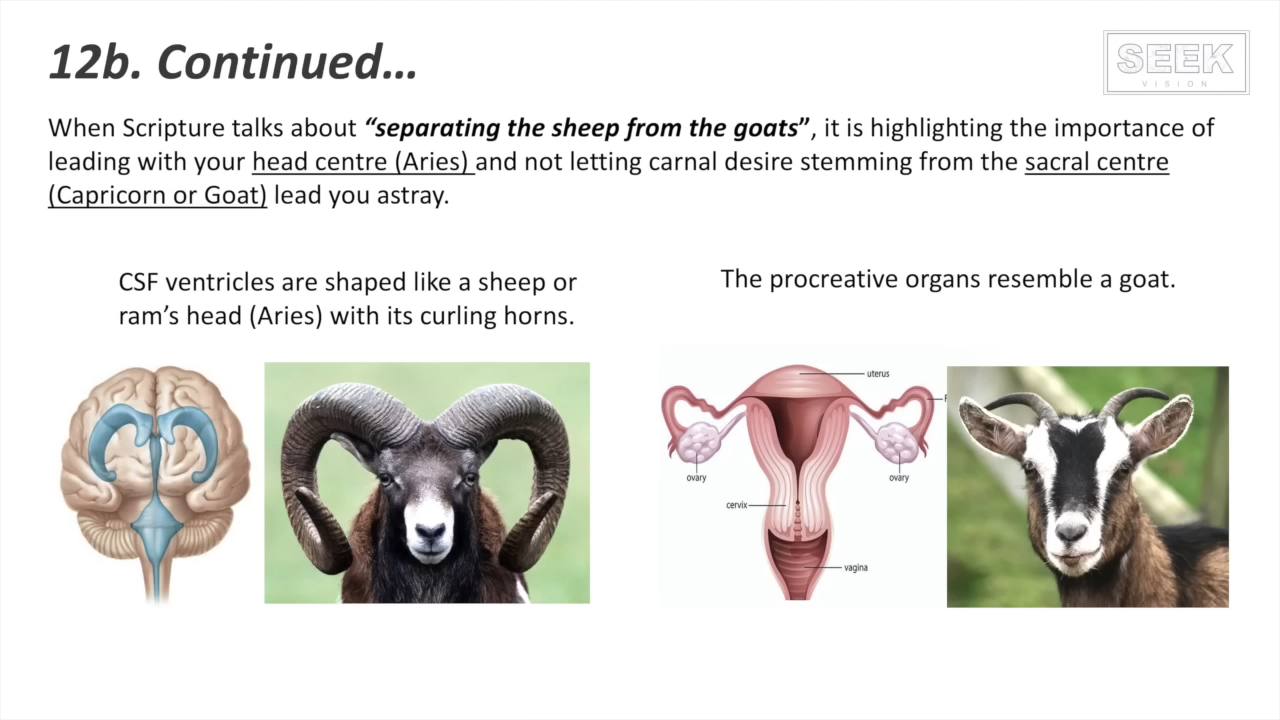 12b. Continued...
SEEK
VISION
When Scripture talks about “separating the sheep from the goats”, it is highlighting the importance of
leading with your head centre (Aries) and not letting carnal desire stemming from the sacral centre
(Capricorn or Goat) lead you astray.
CSF ventricles are shaped like a sheep or
ram’s head (Aries) with its curling horns.
The procreative organs resemble a goat.
uterus
F
ovary
ovary
cervix
vagina